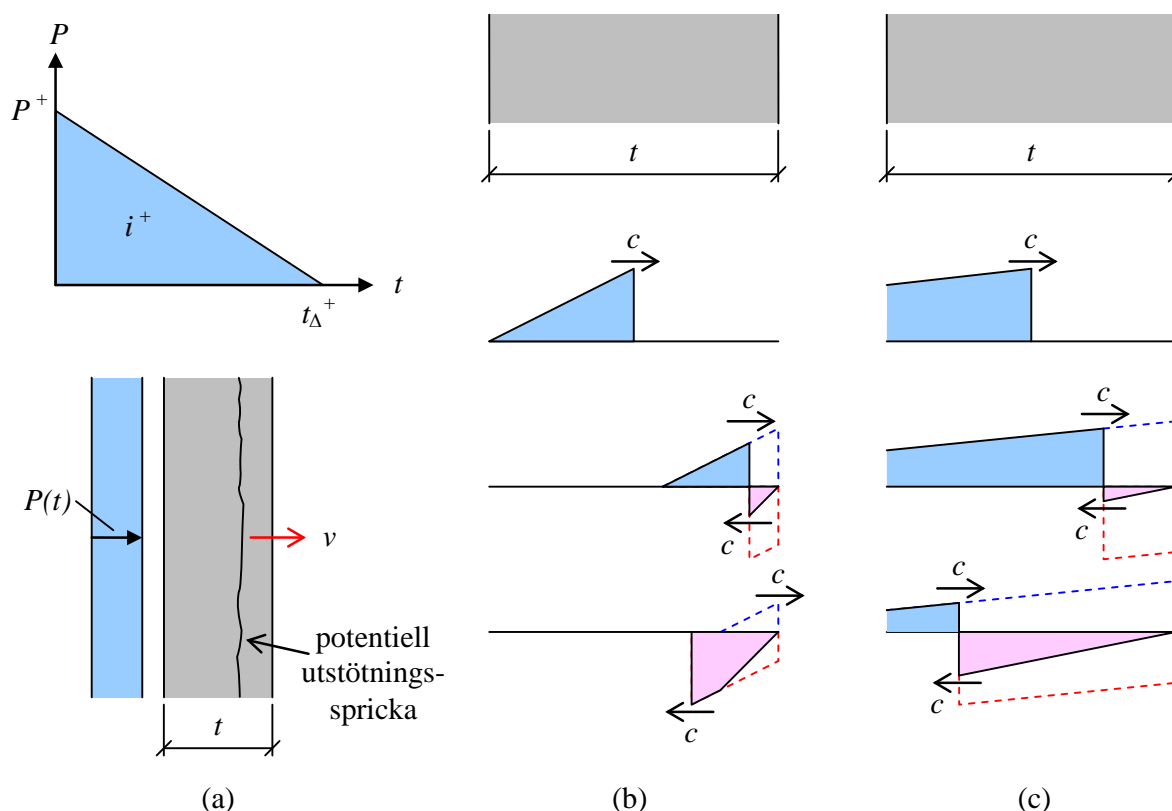 P
P⁺
i⁺
t
t_Δ⁺
P(t)
v
potentiell
utstötnings-
spricka
t
(a)
t
c
c
c
c
c
(b)
t
c
c
c
c
c
(c)